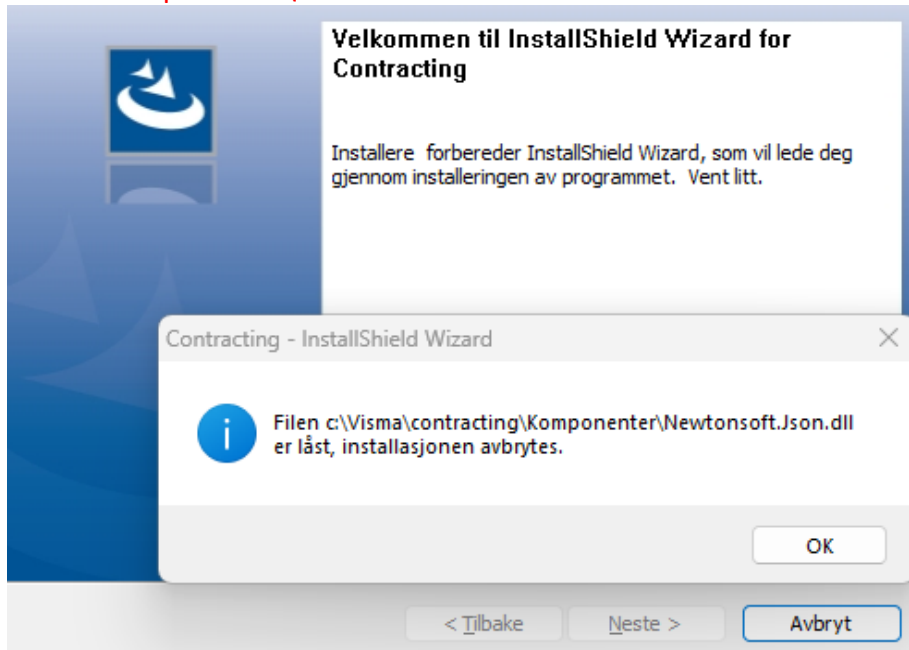 Velkommen til InstallShield Wizard for
Contracting
Installere  forbereder InstallShield Wizard, som vil lede deg
gjennom installeringen av programmet.  Vent litt.
Contracting - InstallShield Wizard
Filen c:\Visma\contracting\Komponenter\Newtonsoft.Json.dll
er låst, installasjonen avbrytes.
OK
< Tilbake
Neste >
Avbryt